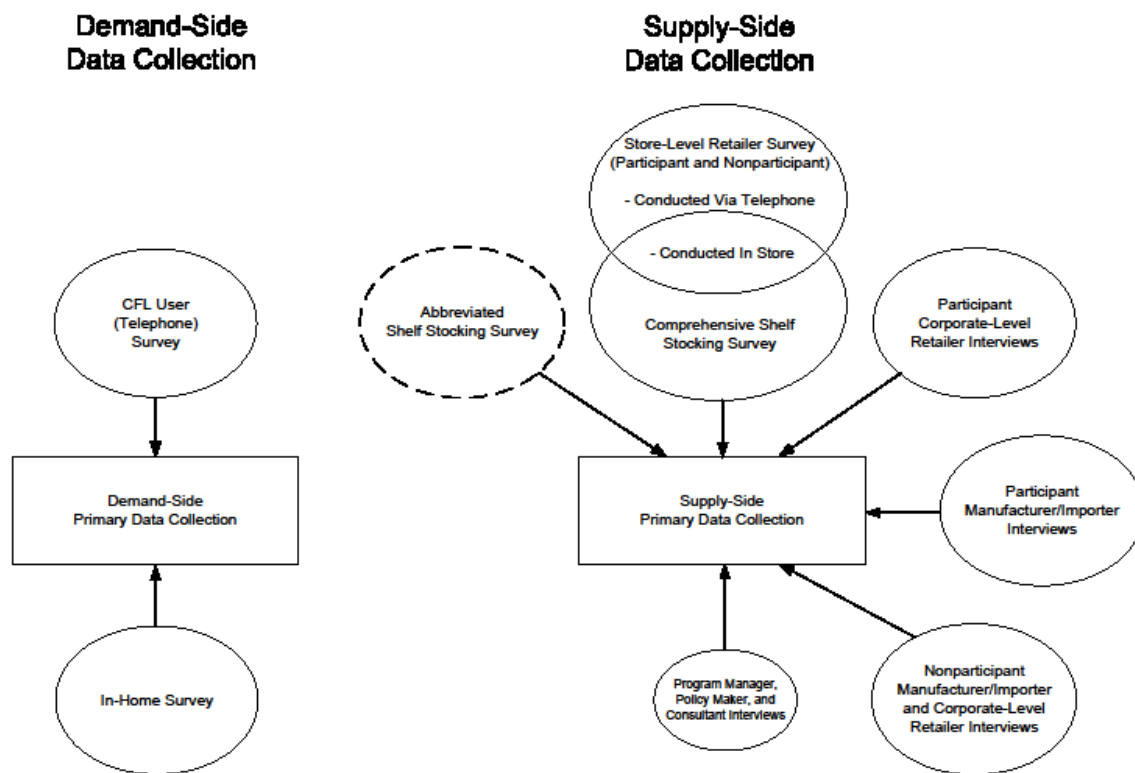 Demand-Side
Data Collection
Supply-Side
Data Collection
Store-Level Retailer Survey
(Participant and Nonparticipant)
- Conducted Via Telephone
- Conducted In Store
CFL User
(Telephone)
Survey
Abbreviated
Shelf Stocking Survey
Comprehensive Shelf
Stocking Survey
Participant
Corporate-Level
Retailer Interviews
Demand-Side
Primary Data Collection
Supply-Side
Primary Data Collection
Participant
Manufacturer/Importer
Interviews
In-Home Survey
Program Manager,
Policy Maker, and
Consultant Interviews
Nonparticipant
Manufacturer/Importer
and Corporate-Level
Retailer Interviews